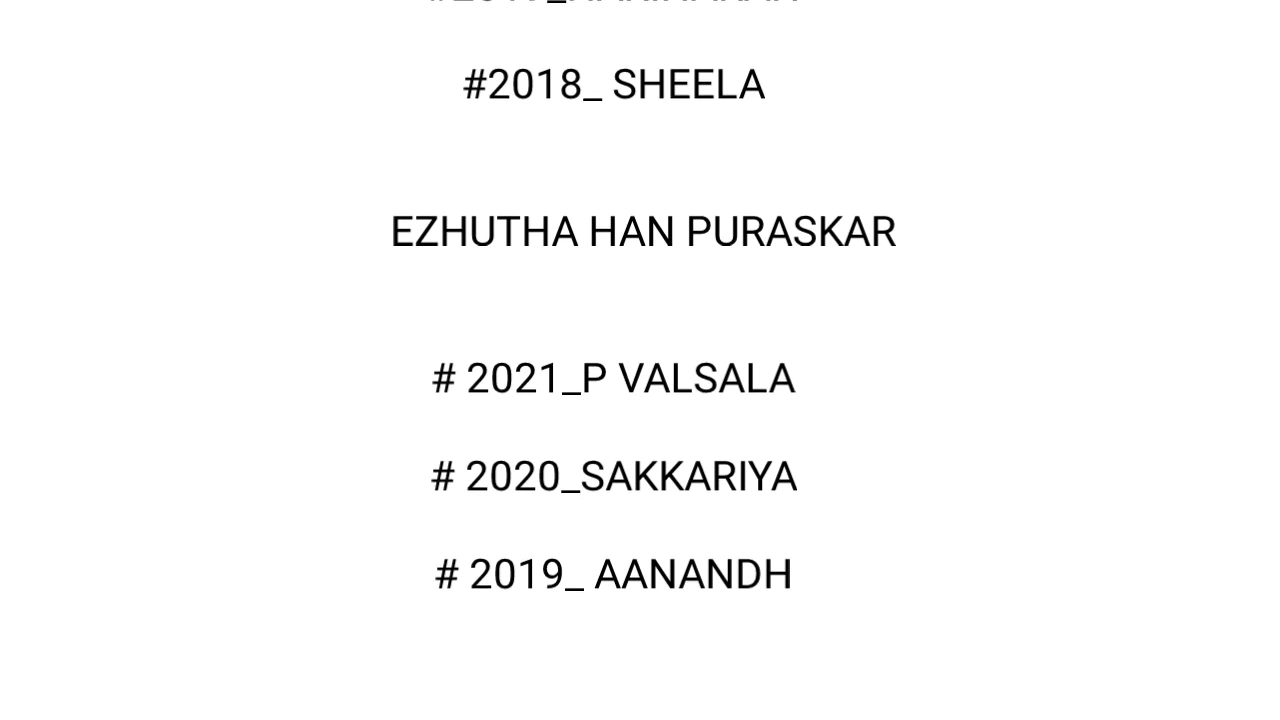 #2018_ SHEELA
EZHUTHA HAN PURASKAR
# 2021_P VALSALA
# 2020_SAKKARIYA
# 2019_ AANANDH